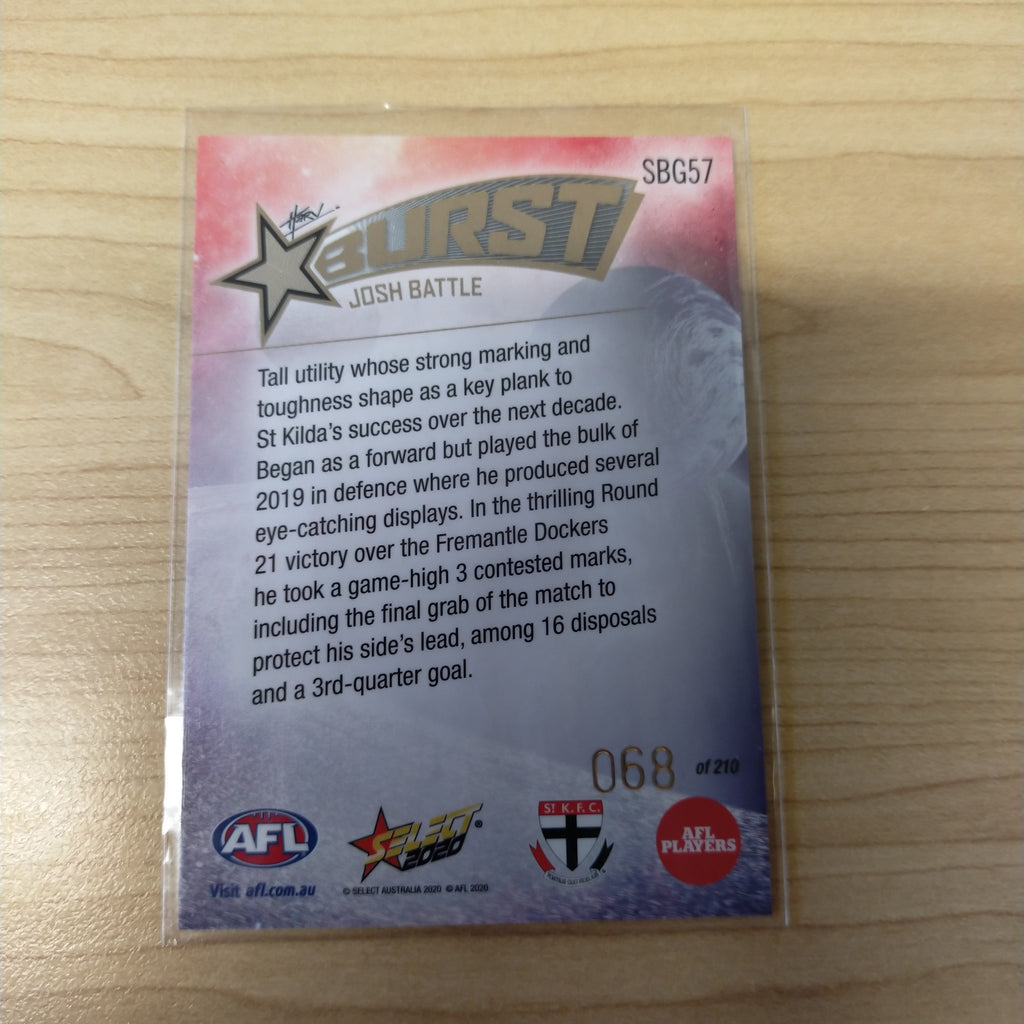 SBG57
HERV
BURST
JOSH BATTLE
Tall utility whose strong marking and
toughness shape as a key plank to
St Kilda's success over the next decade.
Began as a forward but played the bulk of
2019 in defence where he produced several
eye-catching displays. In the thrilling Round
21 victory over the Fremantle Dockers
he took a game-high 3 contested marks,
including the final grab of the match to
protect his side's lead, among 16 disposals
and a 3rd-quarter goal.
068 of 210
AFL
Visit afl.com.au
SELECT®
2020
© SELECT AUSTRALIA 2020 © AFL 2020
ST K.F.C.
AFL
PLAYERS